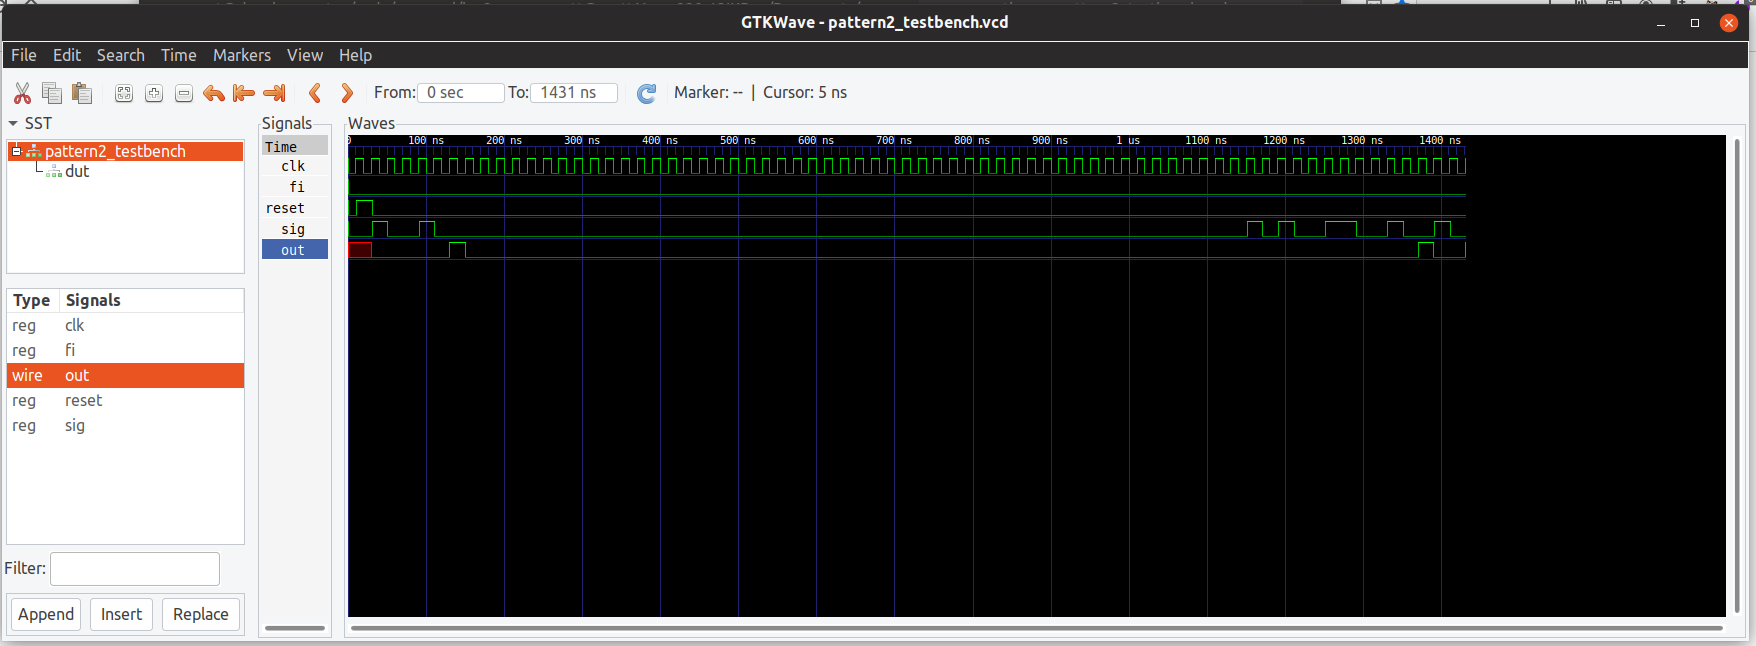 GTKWave - pattern2_testbench.vcd
File Edit Search Time Markers View Help
From: 0 sec To: 1431 ns Marker: -- | Cursor: 5 ns
SST
pattern2_testbench
dut
Type Signals
reg clk
reg fi
wire out
reg reset
reg sig
Filter:
Append Insert Replace
Signals
Time
clk
fi
reset
sig
out
Waves
0 100 ns 200 ns 300 ns 400 ns 500 ns 600 ns 700 ns 800 ns 900 ns 1 us 1100 ns 1200 ns 1300 ns 1400 ns